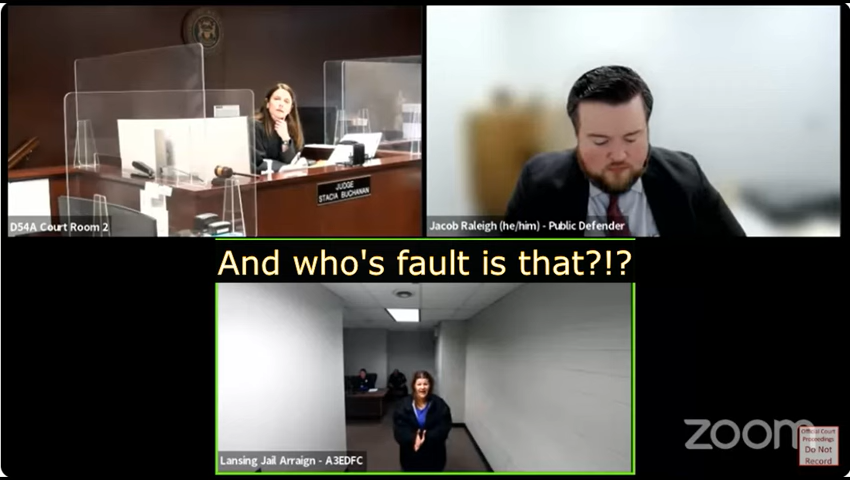 JUDGE
STACIA BUCHANAN
D54A Court Room 2
Jacob Raleigh (he/him) - Public Defender
And who's fault is that?!?
Lansing Jail Arraign - A3EDFC
zoom
Official Court
Proceedings
Do Not
Record